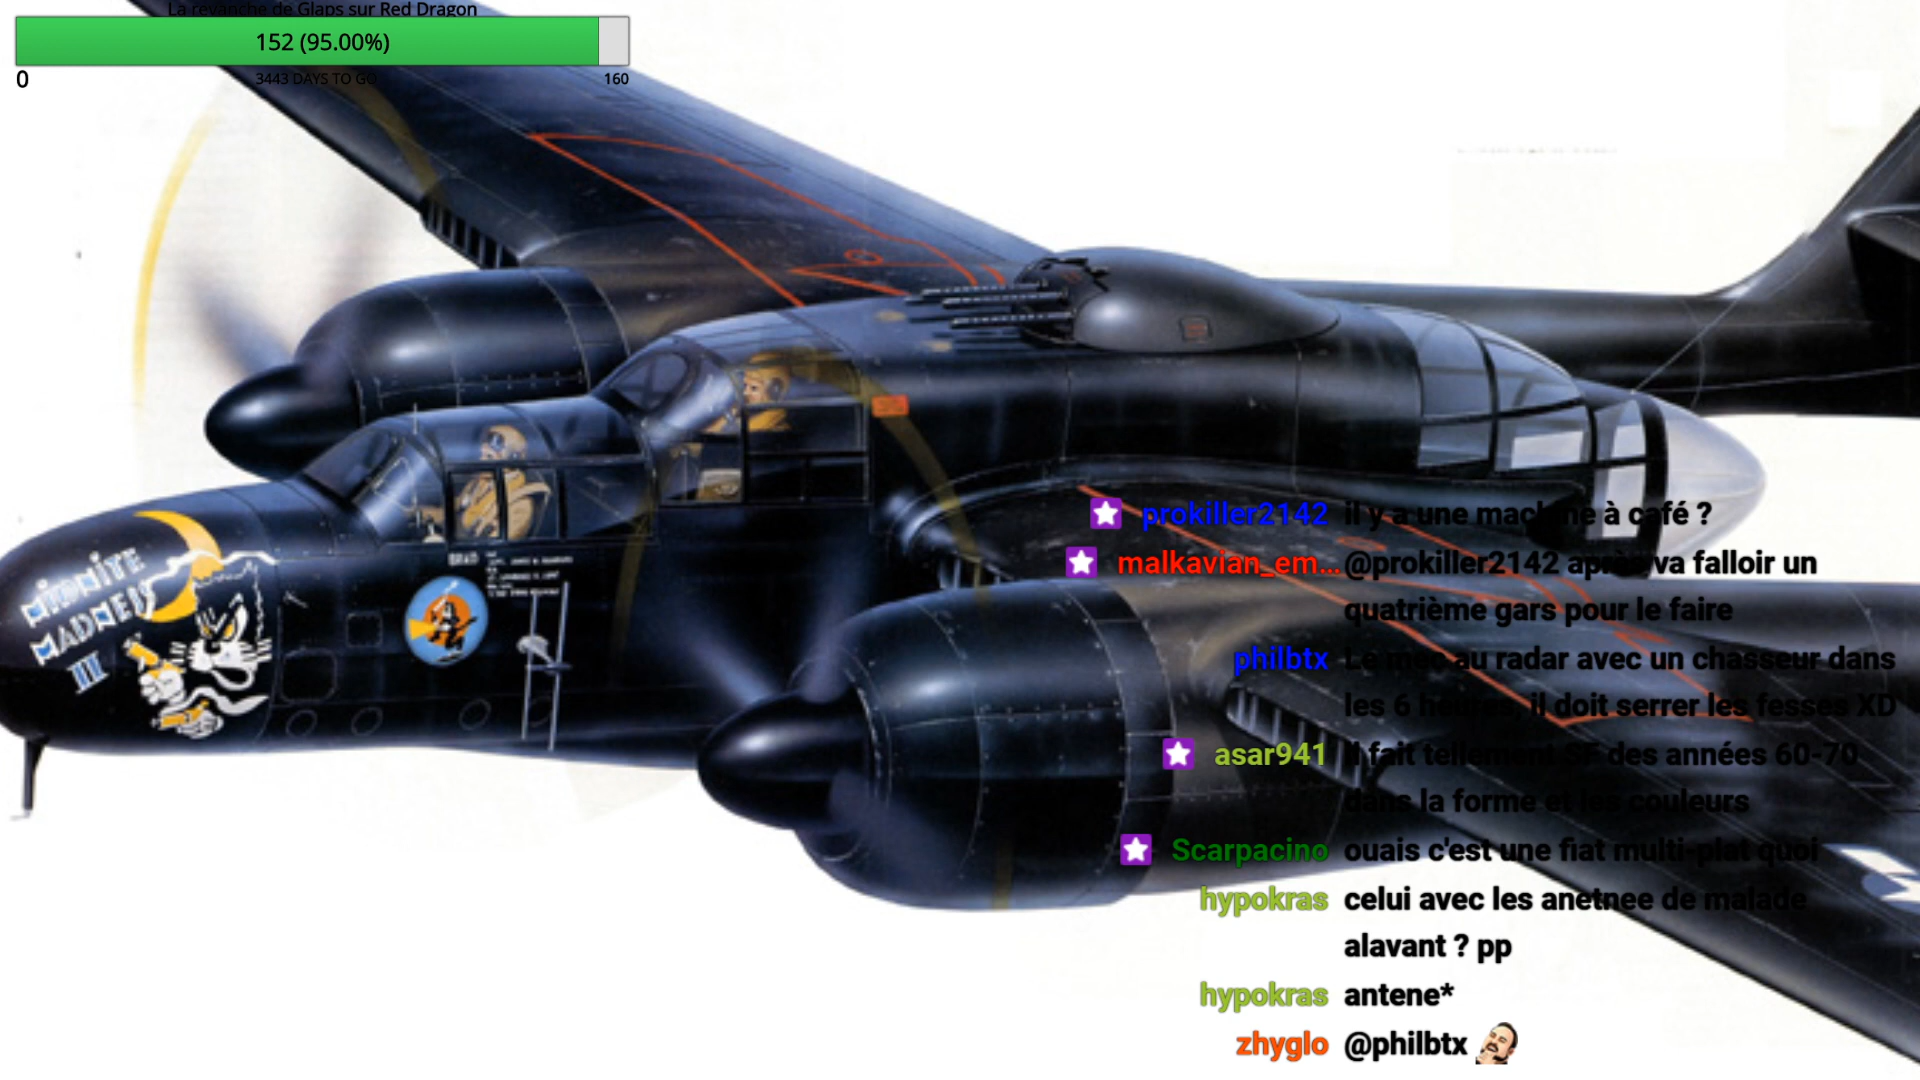 La revanche de Glaps sur Red Dragon
152 (95.00%)
0
3443 DAYS TO GO
160
MIDNITE
MADNESS
II
prokiller2142 il y a une machine à café ?
malkavian_em... @prokiller2142 après va falloir un
quatrième gars pour le faire
philbtx Le mec au radar avec un chasseur dans
les 6 heures, il doit serrer les fesses XD
asar941 il fait tellement SF des années 60-70
dans la forme et les couleurs
Scarpacino ouais c'est une fiat multi-plat quoi
hypokras celui avec les anetnee de malade
alavant ? pp
hypokras antene*
zhyglo @philbtx